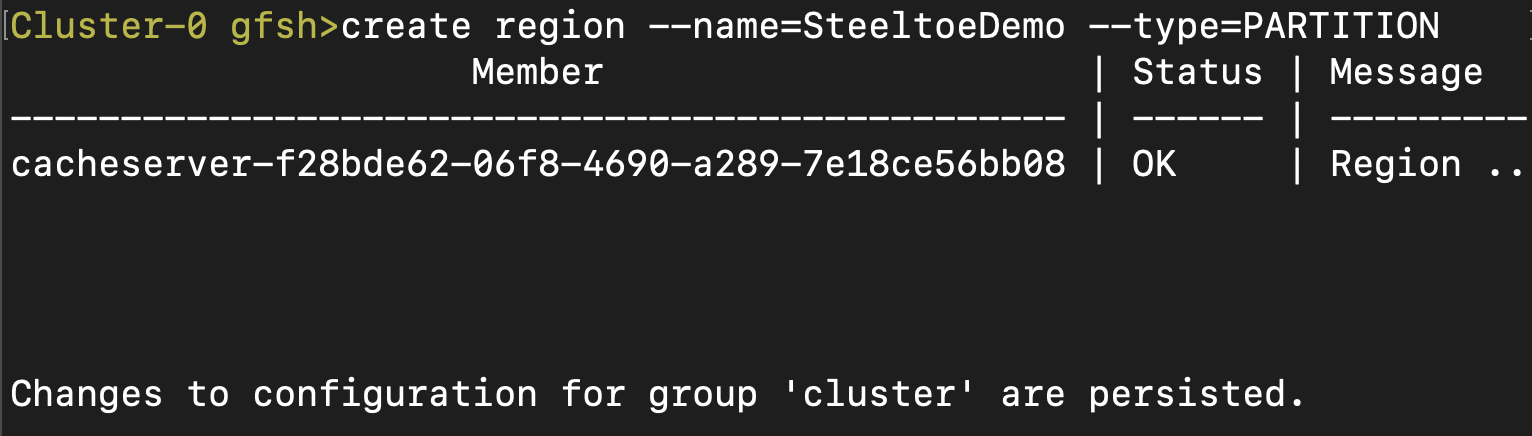 Cluster-0 gfsh>create region --name=SteeltoeDemo --type=PARTITION
Member | Status | Message
------------------------------------------------ | ------ | ---------
cacheserver-f28bde62-06f8-4690-a289-7e18ce56bb08 | OK | Region ..
Changes to configuration for group 'cluster' are persisted.